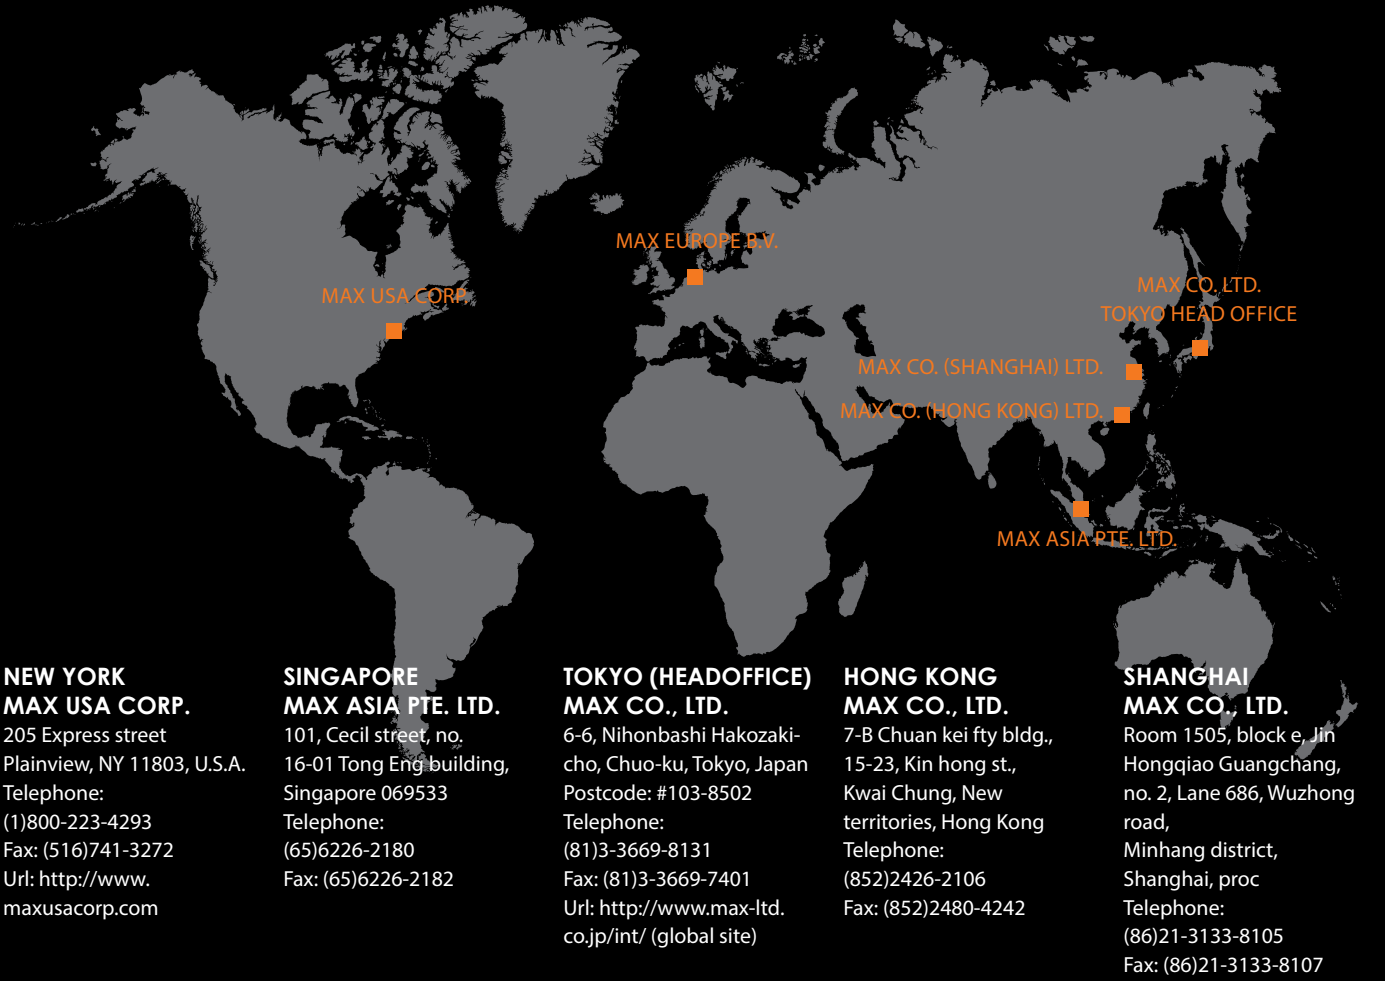 MAX EUROPE B.V.
MAX USA CORP.
MAX CO. LTD.
TOKYO HEAD OFFICE
MAX CO. (SHANGHAI) LTD.
MAX CO. (HONG KONG) LTD.
MAX ASIA PTE. LTD.
NEW YORK
MAX USA CORP.
205 Express street
Plainview, NY 11803, U.S.A.
Telephone:
(1)800-223-4293
Fax: (516)741-3272
Url: http://www.
maxusacorp.com
SINGAPORE
MAX ASIA PTE. LTD.
101, Cecil street, no.
16-01 Tong Eng building,
Singapore 069533
Telephone:
(65)6226-2180
Fax: (65)6226-2182
TOKYO (HEADOFFICE)
MAX CO., LTD.
6-6, Nihonbashi Hakozaki-
cho, Chuo-ku, Tokyo, Japan
Postcode: #103-8502
Telephone:
(81)3-3669-8131
Fax: (81)3-3669-7401
Url: http://www.max-ltd.
co.jp/int/ (global site)
HONG KONG
MAX CO., LTD.
7-B Chuan kei fty bldg.,
15-23, Kin hong st.,
Kwai Chung, New
territories, Hong Kong
Telephone:
(852)2426-2106
Fax: (852)2480-4242
SHANGHAI
MAX CO., LTD.
Room 1505, block e, Jin
Hongqiao Guangchang,
no. 2, Lane 686, Wuzhong
road,
Minhang district,
Shanghai, proc
Telephone:
(86)21-3133-8105
Fax: (86)21-3133-8107